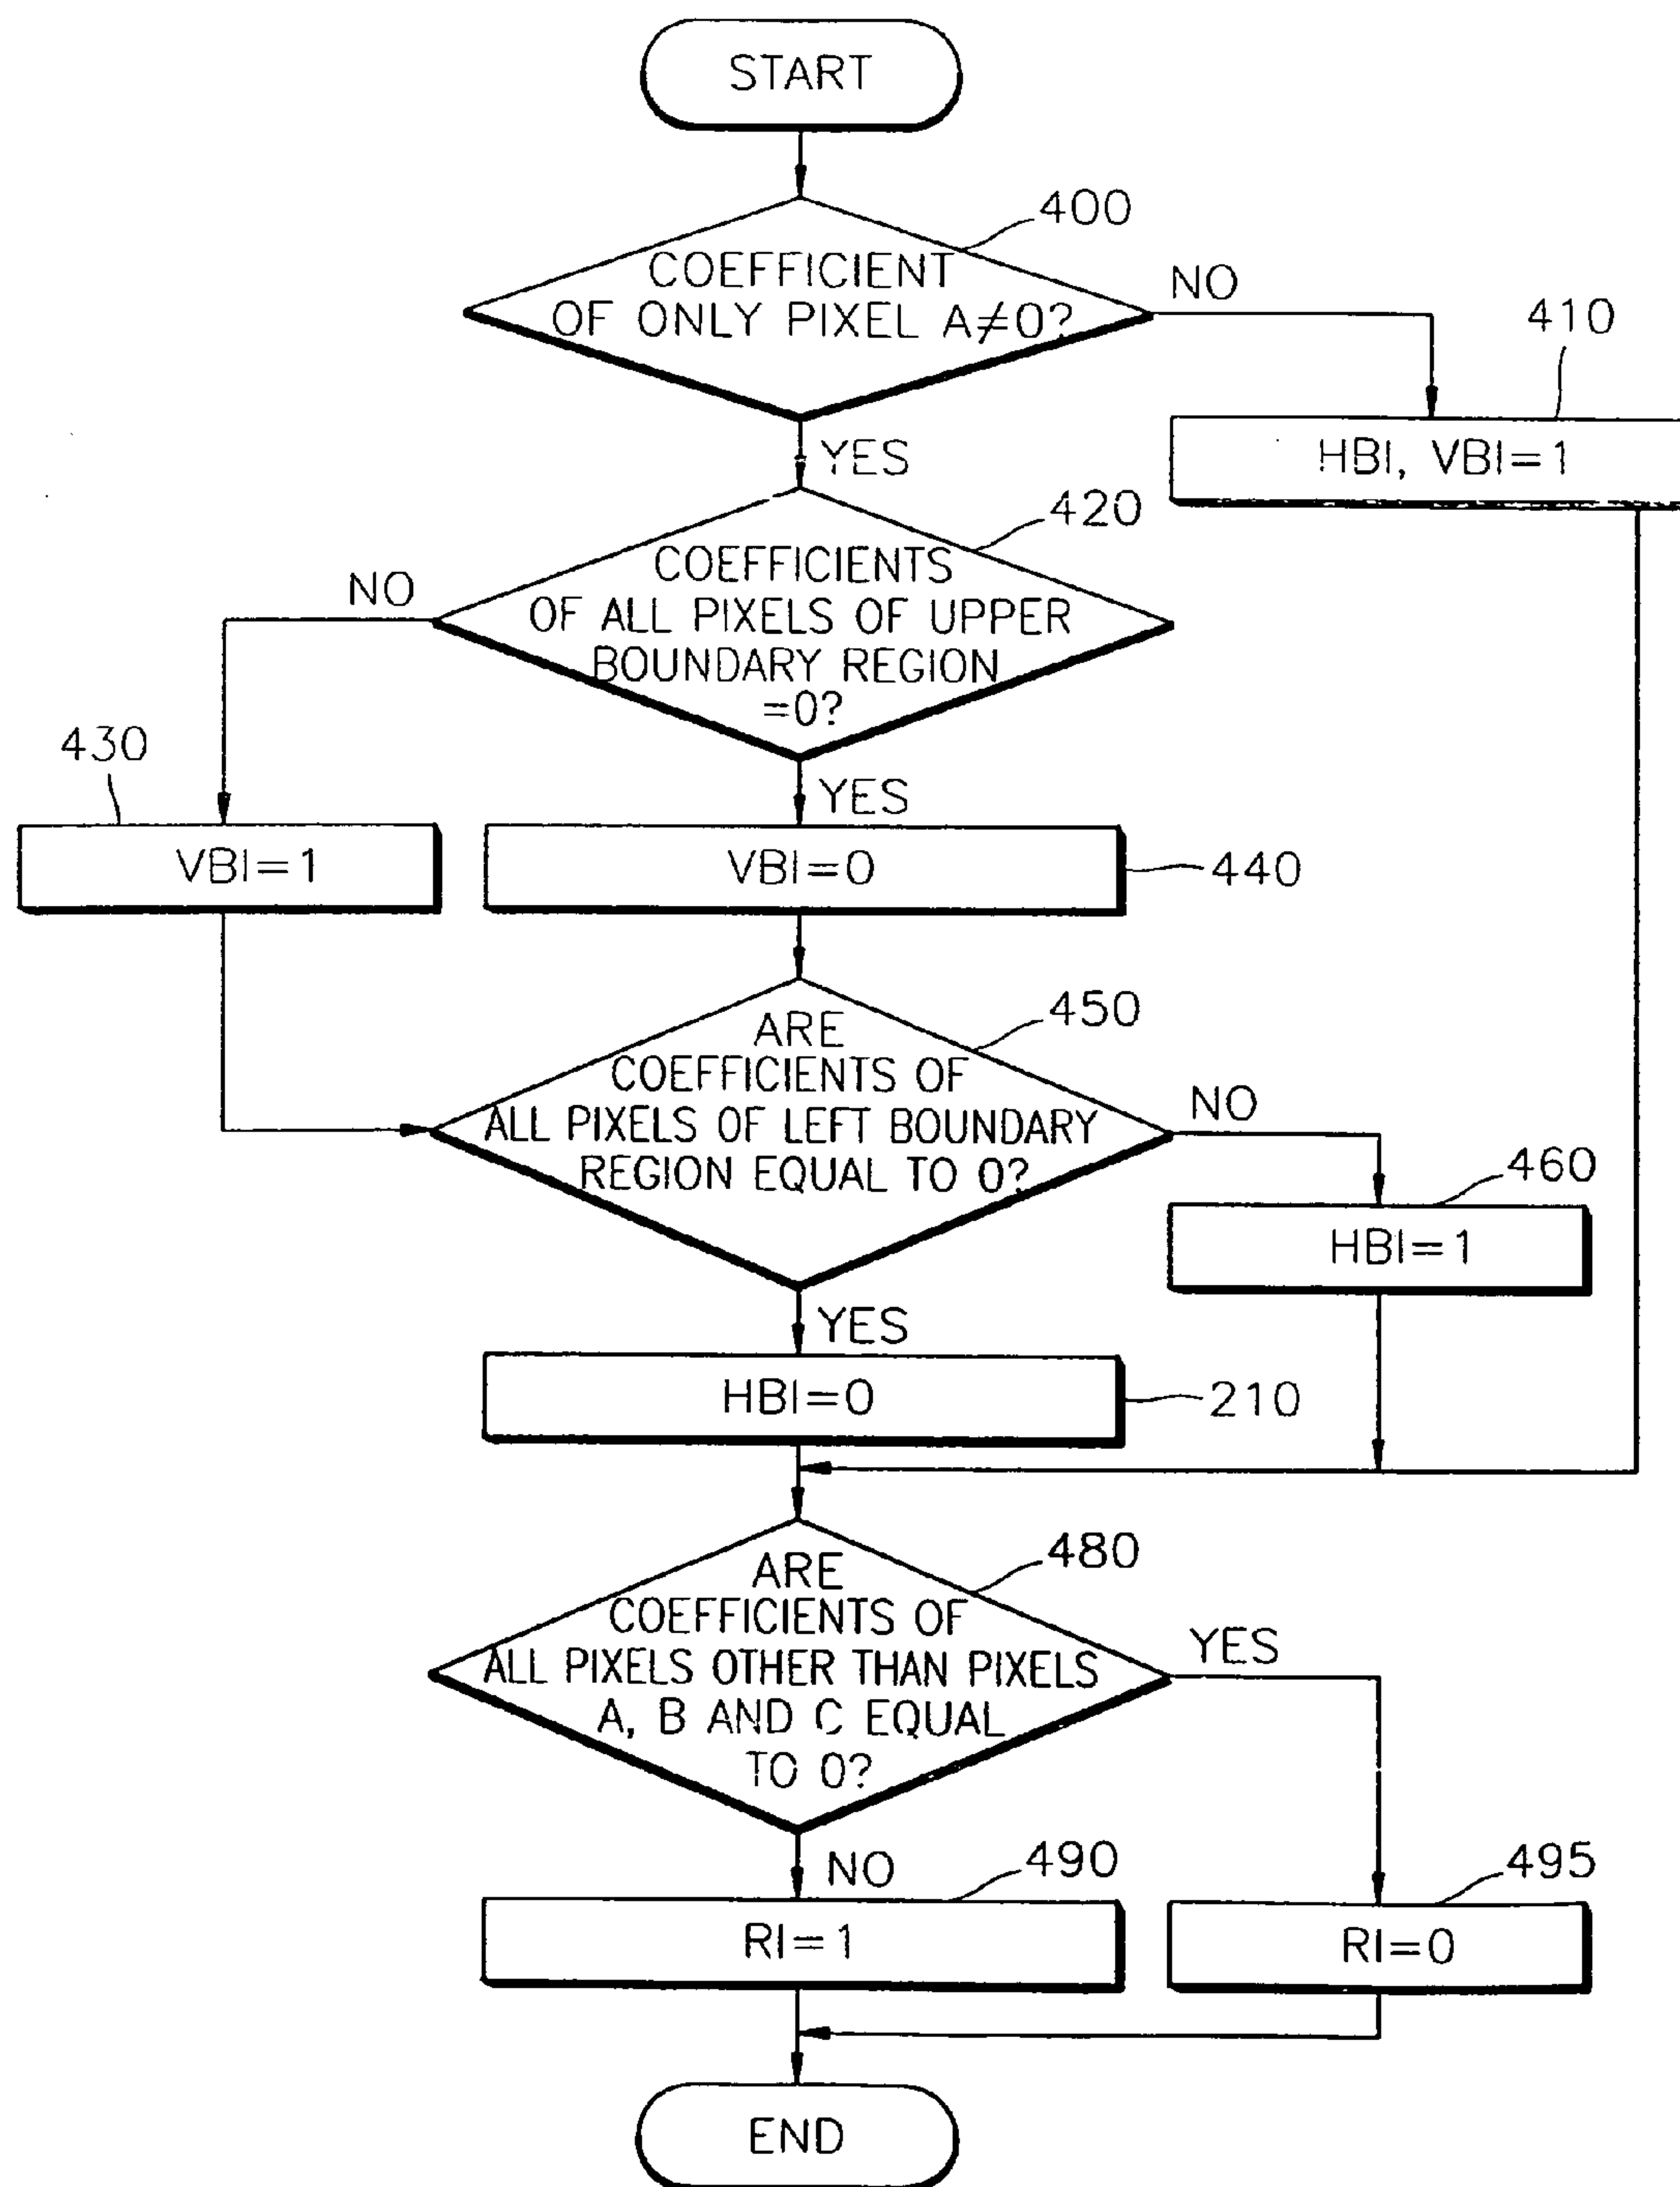 START
400
COEFFICIENT
OF ONLY PIXEL A≠0?
NO
410
HBI, VBI=1
YES
420
COEFFICIENTS
OF ALL PIXELS OF UPPER
BOUNDARY REGION
=0?
NO
430
VBI=1
YES
VBI=0
440
450
ARE
COEFFICIENTS OF
ALL PIXELS OF LEFT BOUNDARY
REGION EQUAL TO 0?
NO
460
HBI=1
YES
HBI=0
210
480
ARE
COEFFICIENTS OF
ALL PIXELS OTHER THAN PIXELS
A, B AND C EQUAL
TO 0?
YES
NO
490
RI=1
495
RI=0
END